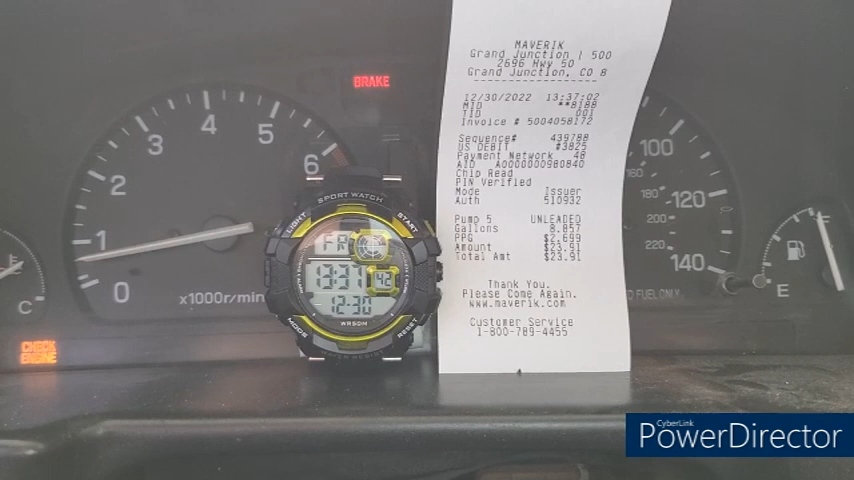 BRAKE
0
1
2
3
4
5
6
x1000r/min
C
CHECK
ENGINE
SPORT WATCH
LIGHT
START
FR
42
12-30
WR50M
MODE
RESET
MAVERIK
Grand Junction | 500
2696 Hwy 50
Grand Junction, CO 8
12/30/2022 13:37:02
MID **8188
TID 001
Invoice # 5004058172
Sequence# 439788
US DEBIT #3825
Payment Network 48
AID A0000000980840
Chip Read
PIN Verified
Mode Issuer
Auth 510932
Pump 5 UNLEADED
Gallons 8.857
PPG $2.699
Amount $23.91
Total Amt $23.91
Thank You.
Please Come Again.
www.maverik.com
Customer Service
1-800-789-4455
100
120
140
160
180
200
220
FUEL ONLY
F
E
CyberLink
PowerDirector